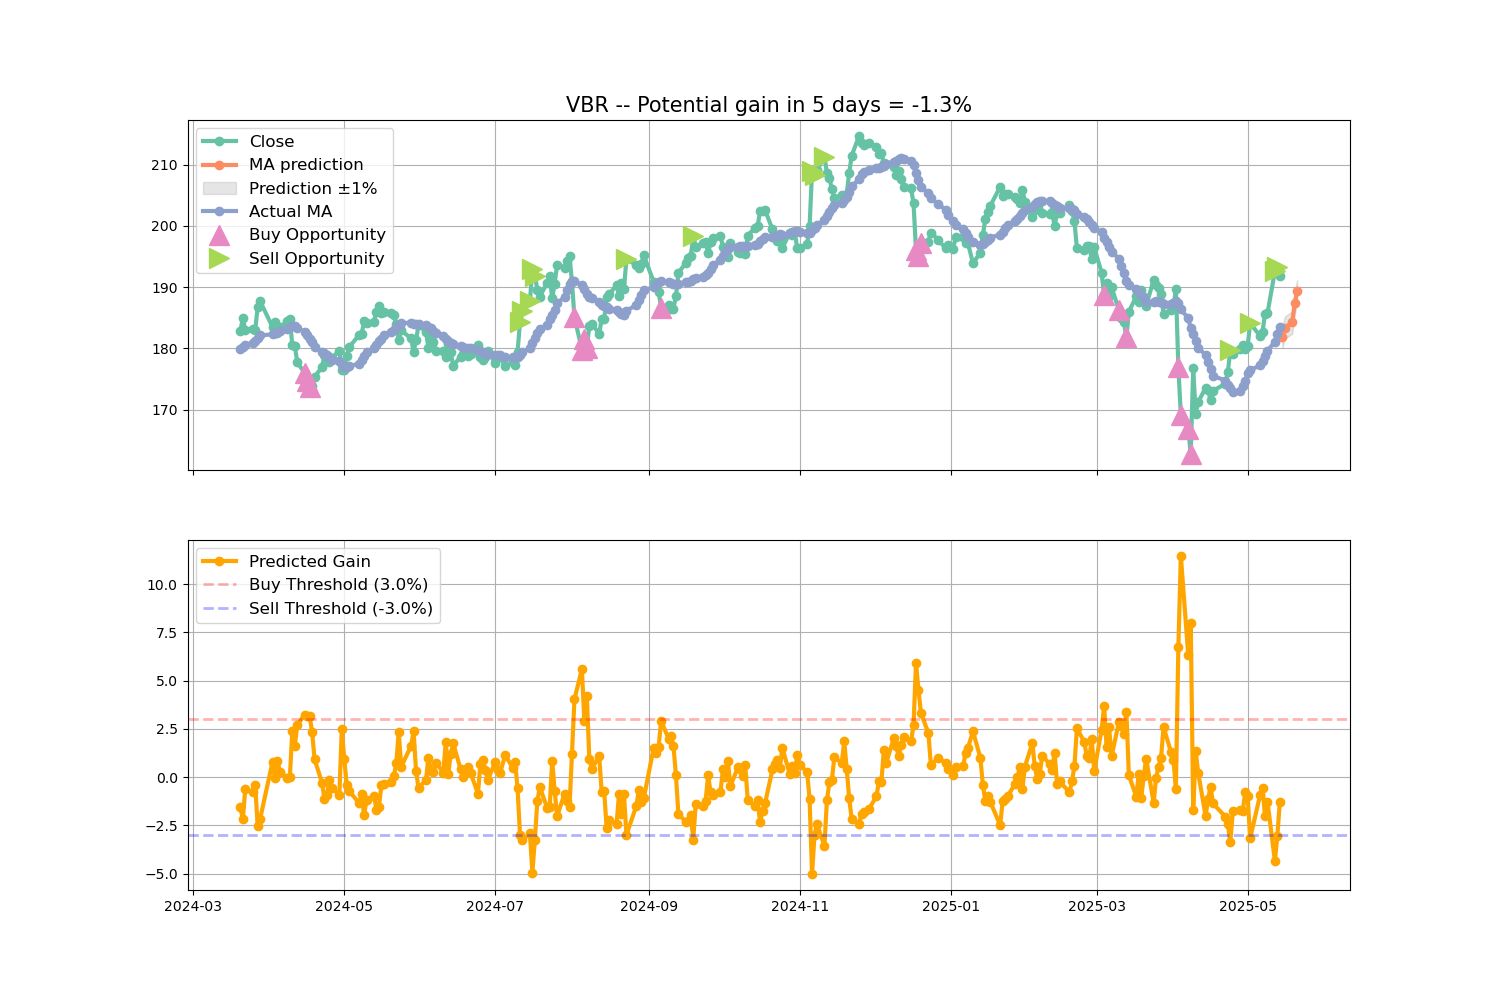 VBR -- Potential gain in 5 days = -1.3%
Close
MA prediction
Prediction ±1%
Actual MA
Buy Opportunity
Sell Opportunity
210
200
190
180
170
Predicted Gain
Buy Threshold (3.0%)
Sell Threshold (-3.0%)
10.0
7.5
5.0
2.5
0.0
−2.5
−5.0
2024-03 2024-05 2024-07 2024-09 2024-11 2025-01 2025-03 2025-05